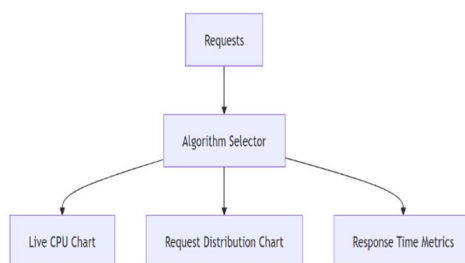 Requests
Algorithm Selector
Live CPU Chart
Request Distribution Chart
Response Time Metrics